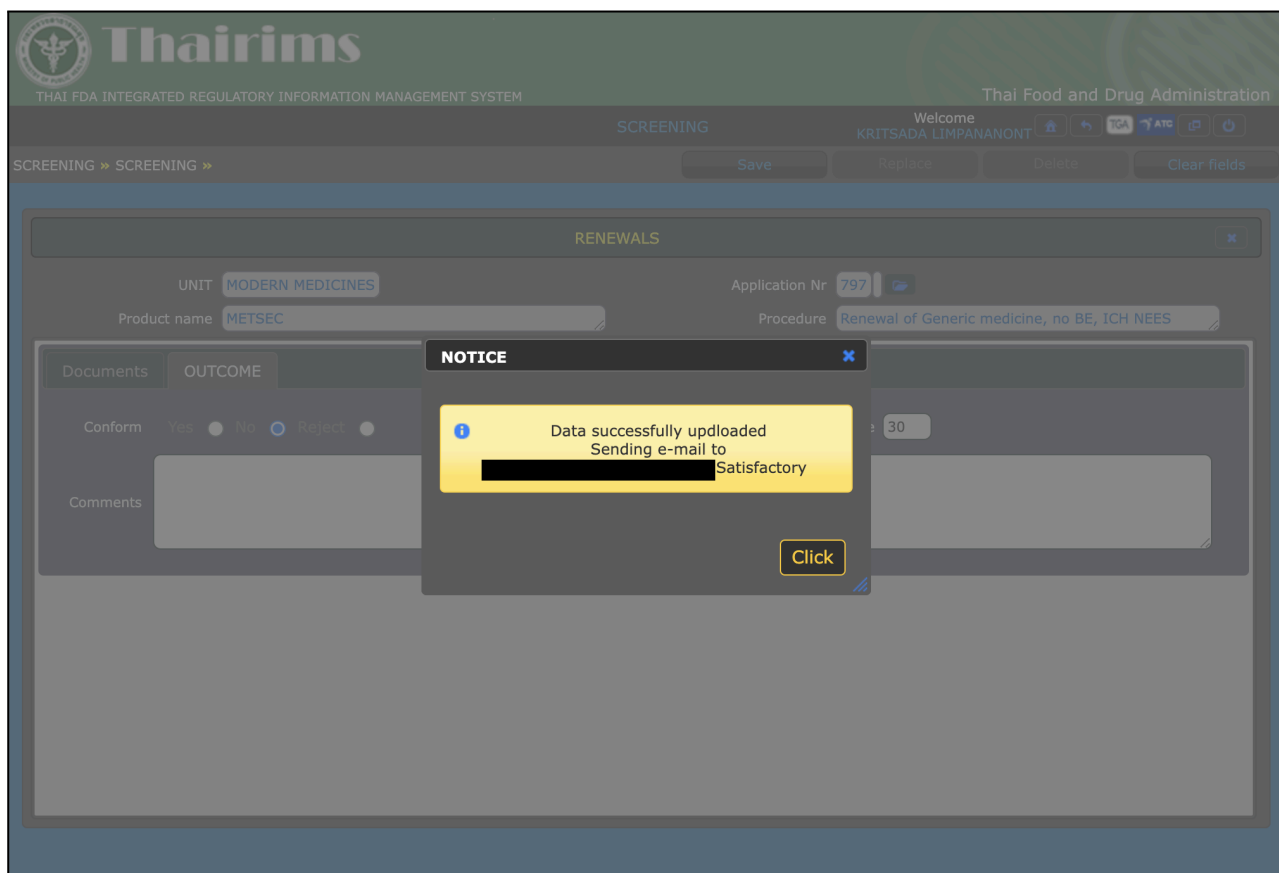 Thairims
THAI FDA INTEGRATED REGULATORY INFORMATION MANAGEMENT SYSTEM
Thai Food and Drug Administration
SCREENING
Welcome
KRITSADA LIMPANANONT
TGA
ATC
SCREENING » SCREENING »
Save Replace Delete Clear fields
RENEWALS
UNIT MODERN MEDICINES Application Nr 797
Product name METSEC Procedure Renewal of Generic medicine, no BE, ICH NEES
Documents OUTCOME
NOTICE
Conform Yes No Reject 30
Data successfully updloaded
Sending e-mail to
Satisfactory
Comments
Click